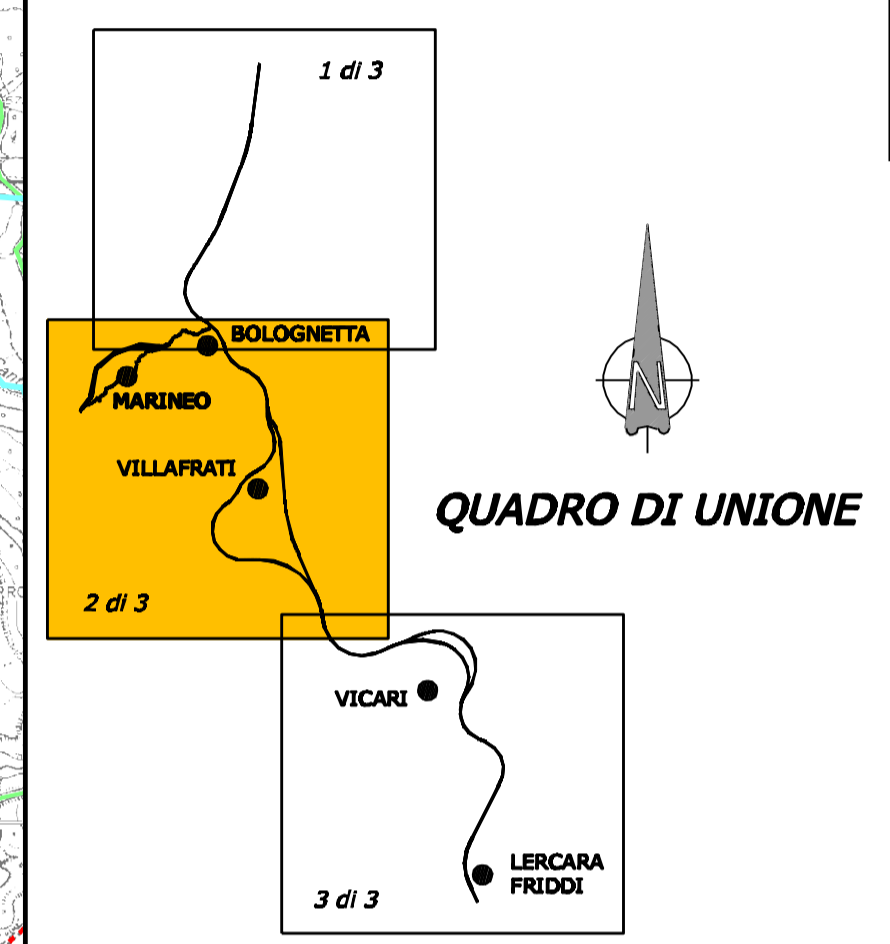 1 di 3
BOLOGNETTA
MARINEO
VILLAFRATI
N
QUADRO DI UNIONE
2 di 3
VICARI
LERCARA
FRIDDI
3 di 3